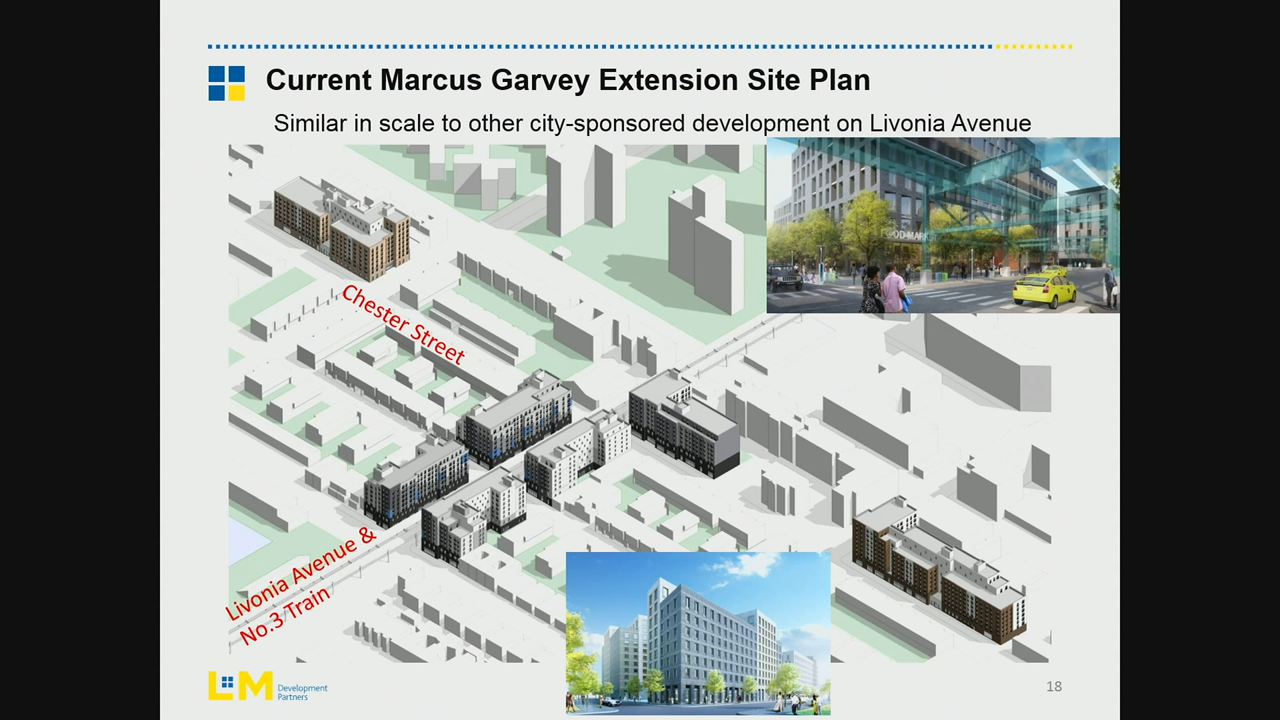 Current Marcus Garvey Extension Site Plan
Similar in scale to other city-sponsored development on Livonia Avenue
Chester Street
Livonia Avenue &
No.3 Train
L+M Development
Partners
18